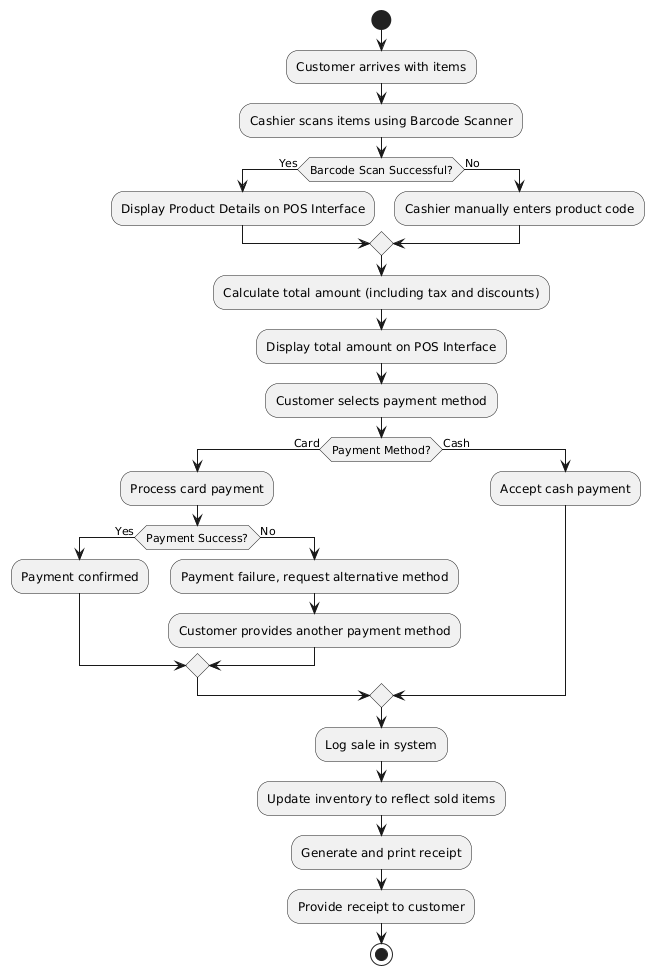 Customer arrives with items
Cashier scans items using Barcode Scanner
Yes
Barcode Scan Successful?
No
Display Product Details on POS Interface
Cashier manually enters product code
Calculate total amount (including tax and discounts)
Display total amount on POS Interface
Customer selects payment method
Card
Payment Method?
Cash
Process card payment
Accept cash payment
Yes
Payment Success?
No
Payment confirmed
Payment failure, request alternative method
Customer provides another payment method
Log sale in system
Update inventory to reflect sold items
Generate and print receipt
Provide receipt to customer